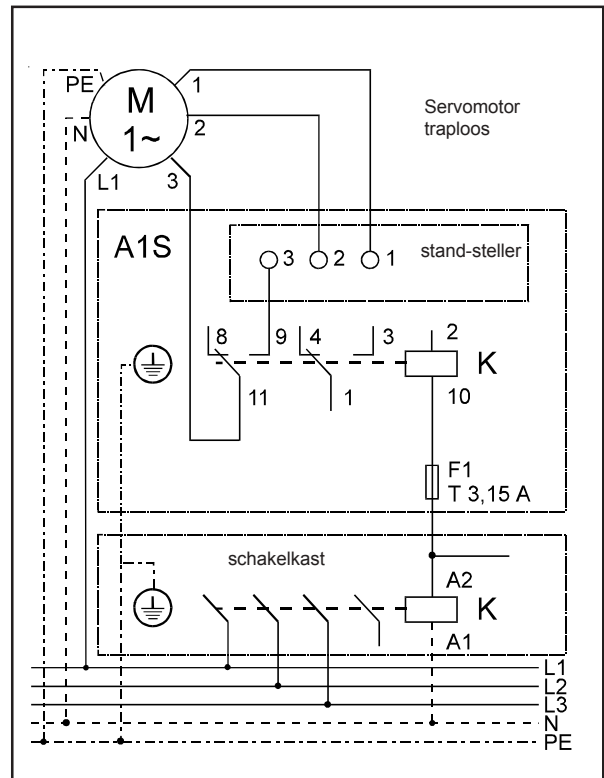 PE
1
M
1~
N
2
L1
3
Servomotor
traploos
A1S
3 2 1 stand-steller
8 9 4 3 2
K
11 1 10
F1
T 3,15 A
schakelkast
A2
K
A1
L1
L2
L3
N
PE